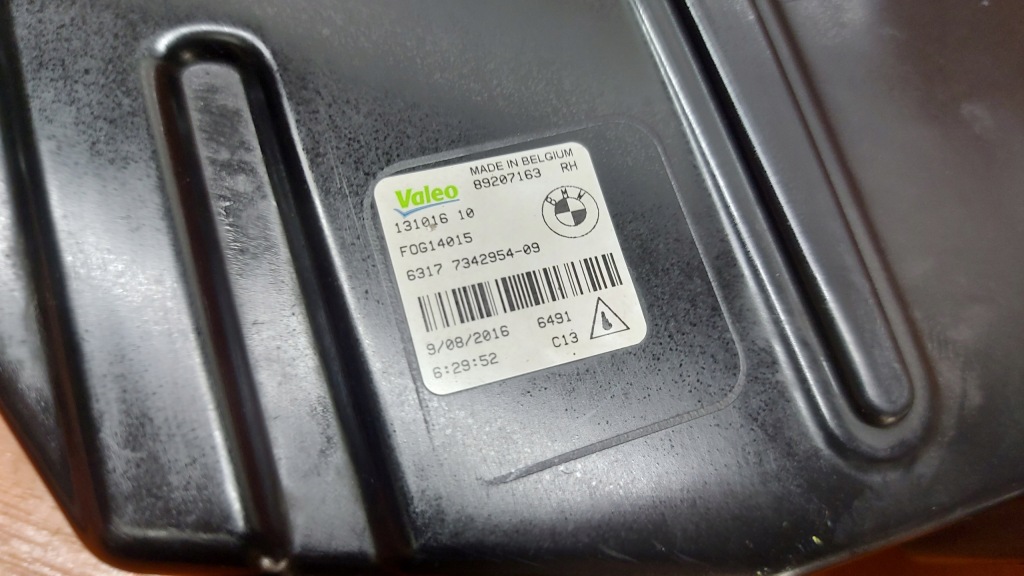 MADE IN BELGIUM
Valeo 89207163 RH
131016 10
BMW
FOG14015
6317 7342954-09
9/08/2016 6491
6:29:52 C13